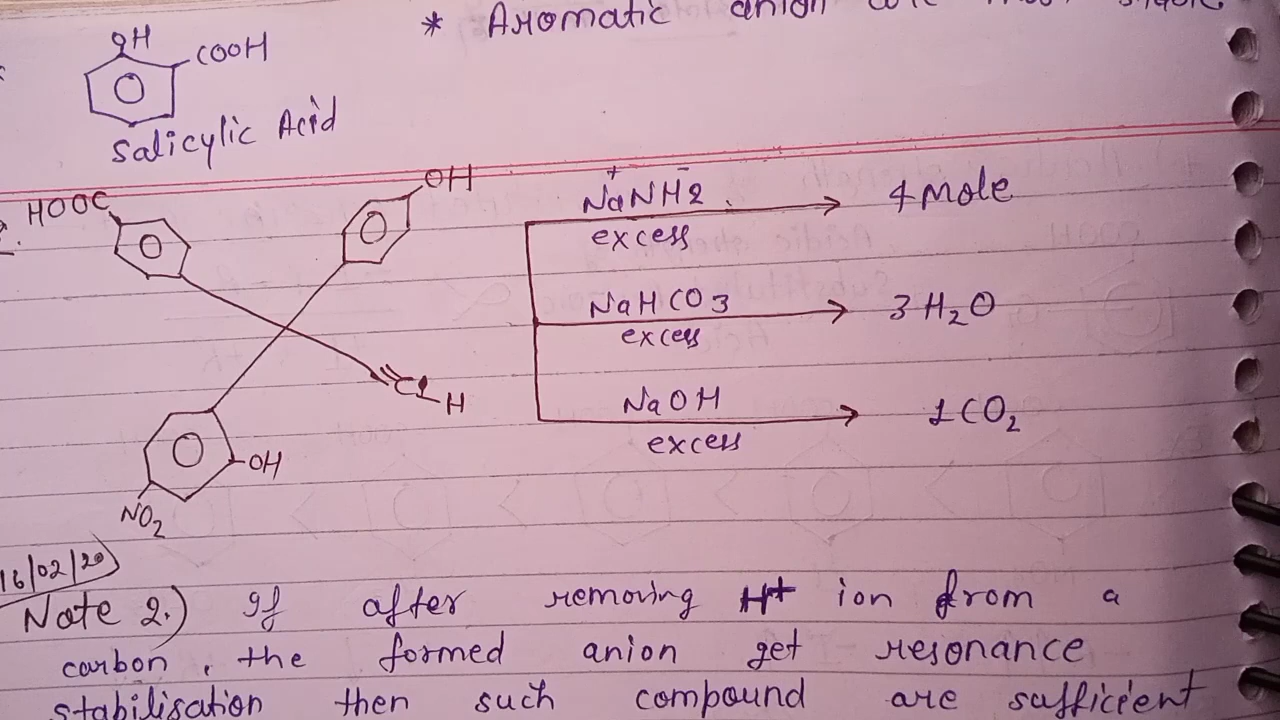 * Aromatic anion
OH
COOH
Salicylic Acid
HOOC
OH
NaNH2 4 mole
+ -
excess
NaHCO3 3 H2O
excess
≡C
H
NaOH 1 CO2
excess
OH
NO2
16/02/20
Note 2.) If after removing H+ ion from a
carbon, the formed anion get resonance
stabilisation then such compound are sufficient